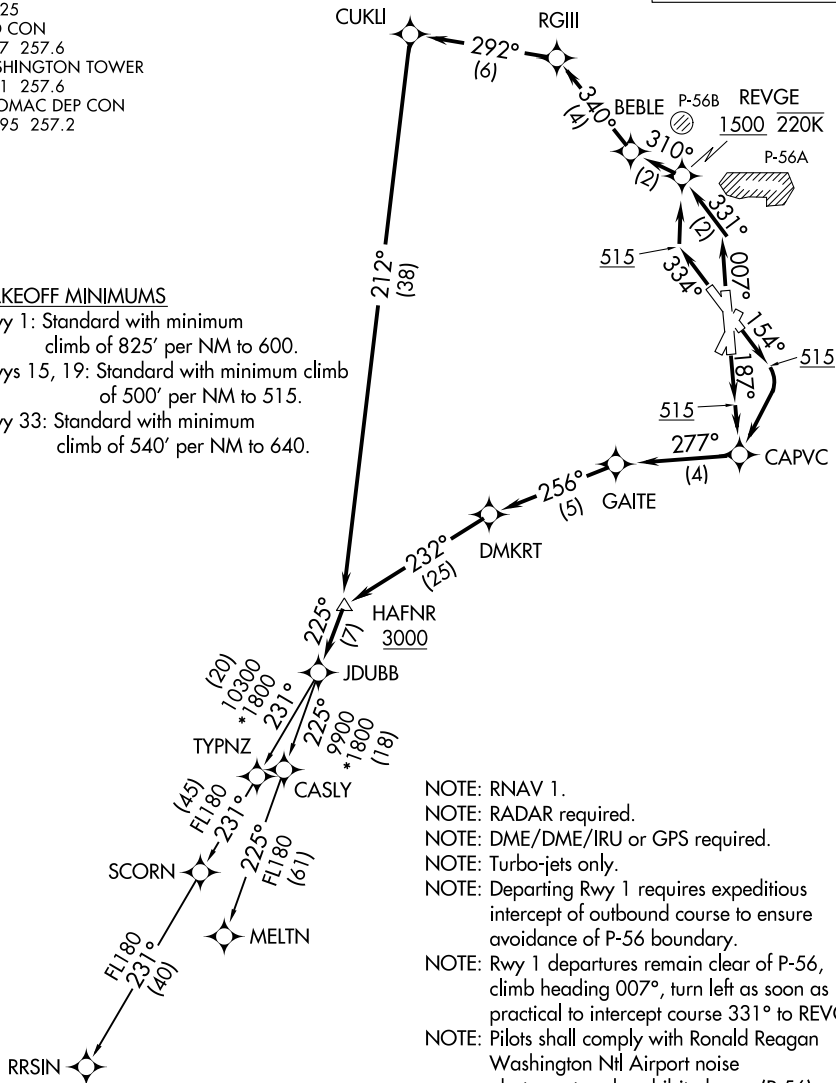 25
CON
7 257.6
SHINGTON TOWER
1 257.6
OMAC DEP CON
95 257.2
CUKLI
292°
(6)
RGIII
340°
(4)
BEBLE
P-56B
REVGE
1500 220K
310°
(2)
P-56A
331°
(2)
515
334°
007°
154°
515
187°
515
212°
(38)
KEOFF MINIMUMS
y 1: Standard with minimum
climb of 825' per NM to 600.
ys 15, 19: Standard with minimum climb
of 500' per NM to 515.
y 33: Standard with minimum
climb of 540' per NM to 640.
277°
(4)
CAPVC
GAITE
256°
(5)
DMKRT
232°
(25)
HAFNR
3000
225°
(7)
JDUBB
(20)
10300
*1800
231°
225°
9900
*1800
(18)
TYPNZ
CASLY
(45)
FL180
231°
225°
FL180
(61)
SCORN
MELTN
FL180
231°
(40)
RRSIN
NOTE: RNAV 1.
NOTE: RADAR required.
NOTE: DME/DME/IRU or GPS required.
NOTE: Turbo-jets only.
NOTE: Departing Rwy 1 requires expeditious
intercept of outbound course to ensure
avoidance of P-56 boundary.
NOTE: Rwy 1 departures remain clear of P-56,
climb heading 007°, turn left as soon as
practical to intercept course 331° to REV
NOTE: Pilots shall comply with Ronald Reagan
Washington Ntl Airport noise